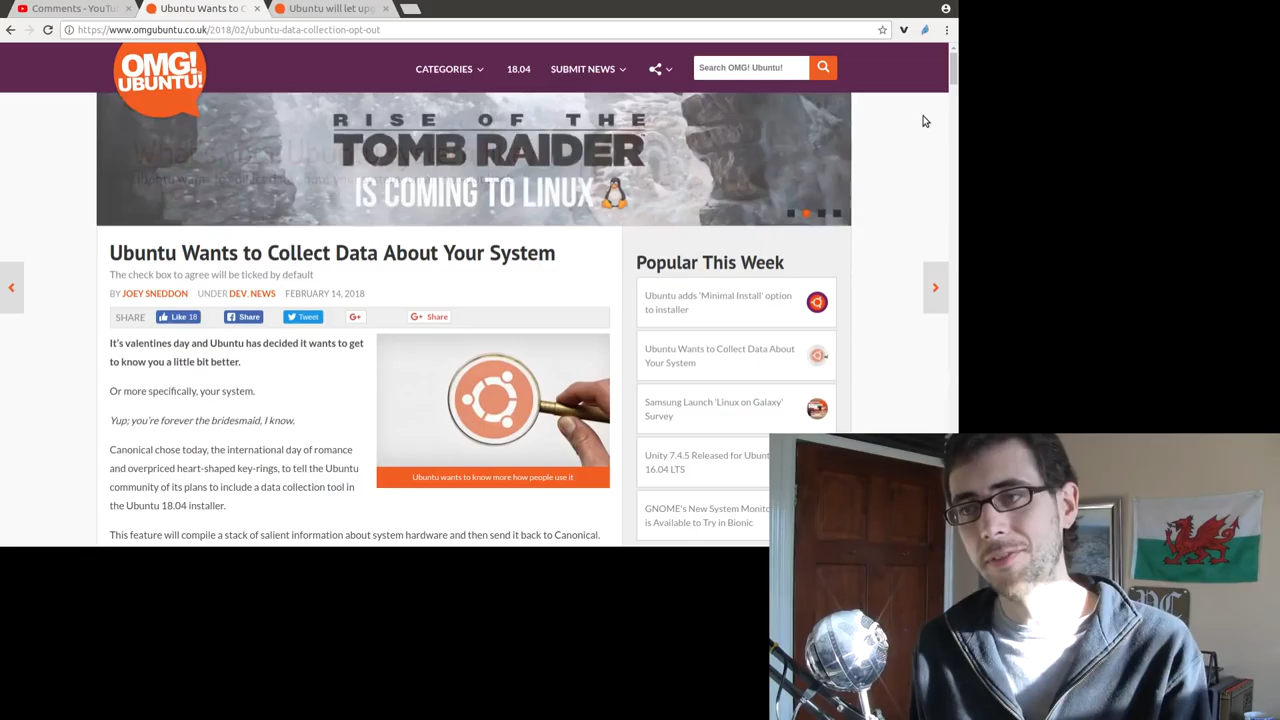 Comments - YouTu
Ubuntu Wants to C
Ubuntu will let upg
https://www.omgubuntu.co.uk/2018/02/ubuntu-data-collection-opt-out
OMG!
UBUNTU!
CATEGORIES
18.04
SUBMIT NEWS
Search OMG! Ubuntu!
RISE OF THE
TOMB RAIDER
IS COMING TO LINUX
Ubuntu Wants to Collect Data About Your System
The check box to agree will be ticked by default
BY JOEY SNEDDON UNDER DEV, NEWS FEBRUARY 14, 2018
SHARE Like 18 Share Tweet G+ G+ Share
It's valentines day and Ubuntu has decided it wants to get
to know you a little bit better.
Or more specifically, your system.
Yup; you're forever the bridesmaid, I know.
Canonical chose today, the international day of romance
and overpriced heart-shaped key-rings, to tell the Ubuntu
community of its plans to include a data collection tool in
the Ubuntu 18.04 installer.
Ubuntu wants to know more how people use it
This feature will compile a stack of salient information about system hardware and then send it back to Canonical.
Popular This Week
Ubuntu adds 'Minimal Install' option
to installer
Ubuntu Wants to Collect Data About
Your System
Samsung Launch 'Linux on Galaxy'
Survey
Unity 7.4.5 Released for Ubunt
16.04 LTS
GNOME's New System Monito
is Available to Try in Bionic